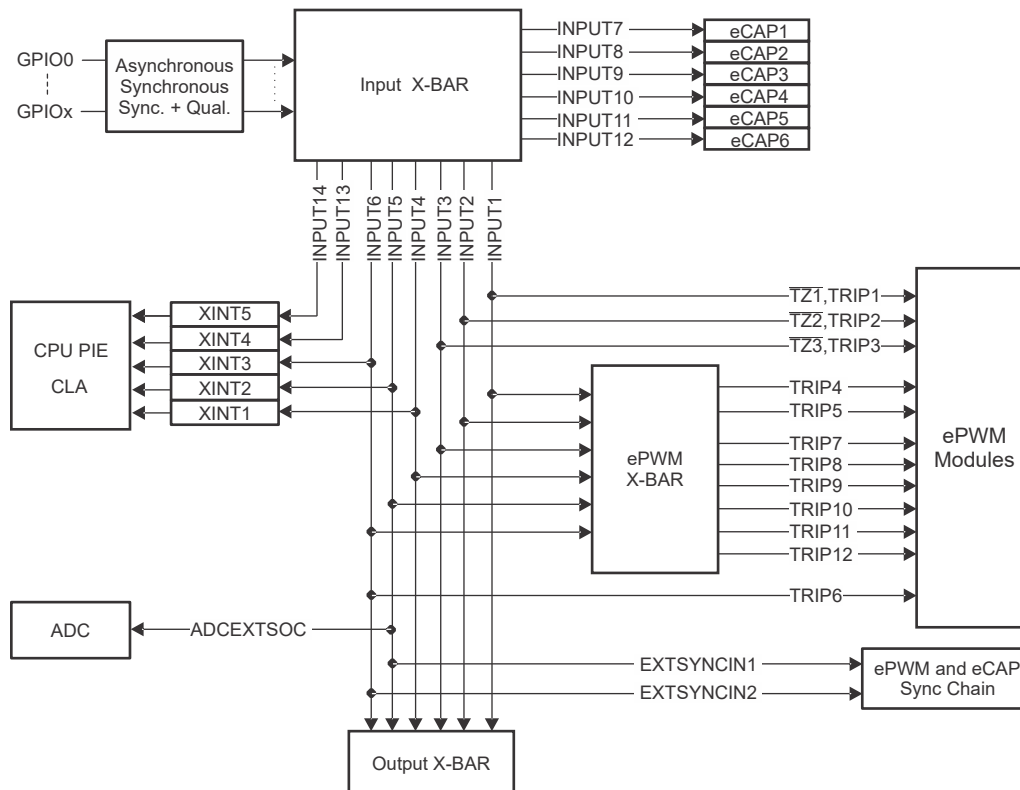 GPIO0
GPIOx
Asynchronous
Synchronous
Sync. + Qual.
Input X-BAR
INPUT7
INPUT8
INPUT9
INPUT10
INPUT11
INPUT12
eCAP1
eCAP2
eCAP3
eCAP4
eCAP5
eCAP6
INPUT14
INPUT13
INPUT6
INPUT5
INPUT4
INPUT3
INPUT2
INPUT1
CPU PIE
CLA
XINT5
XINT4
XINT3
XINT2
XINT1
TZ1,TRIP1
TZ2,TRIP2
TZ3,TRIP3
ePWM
X-BAR
TRIP4
TRIP5
TRIP7
TRIP8
TRIP9
TRIP10
TRIP11
TRIP12
TRIP6
ePWM
Modules
ADC
ADCEXTSOC
EXTSYNCIN1
EXTSYNCIN2
ePWM and eCAP
Sync Chain
Output X-BAR